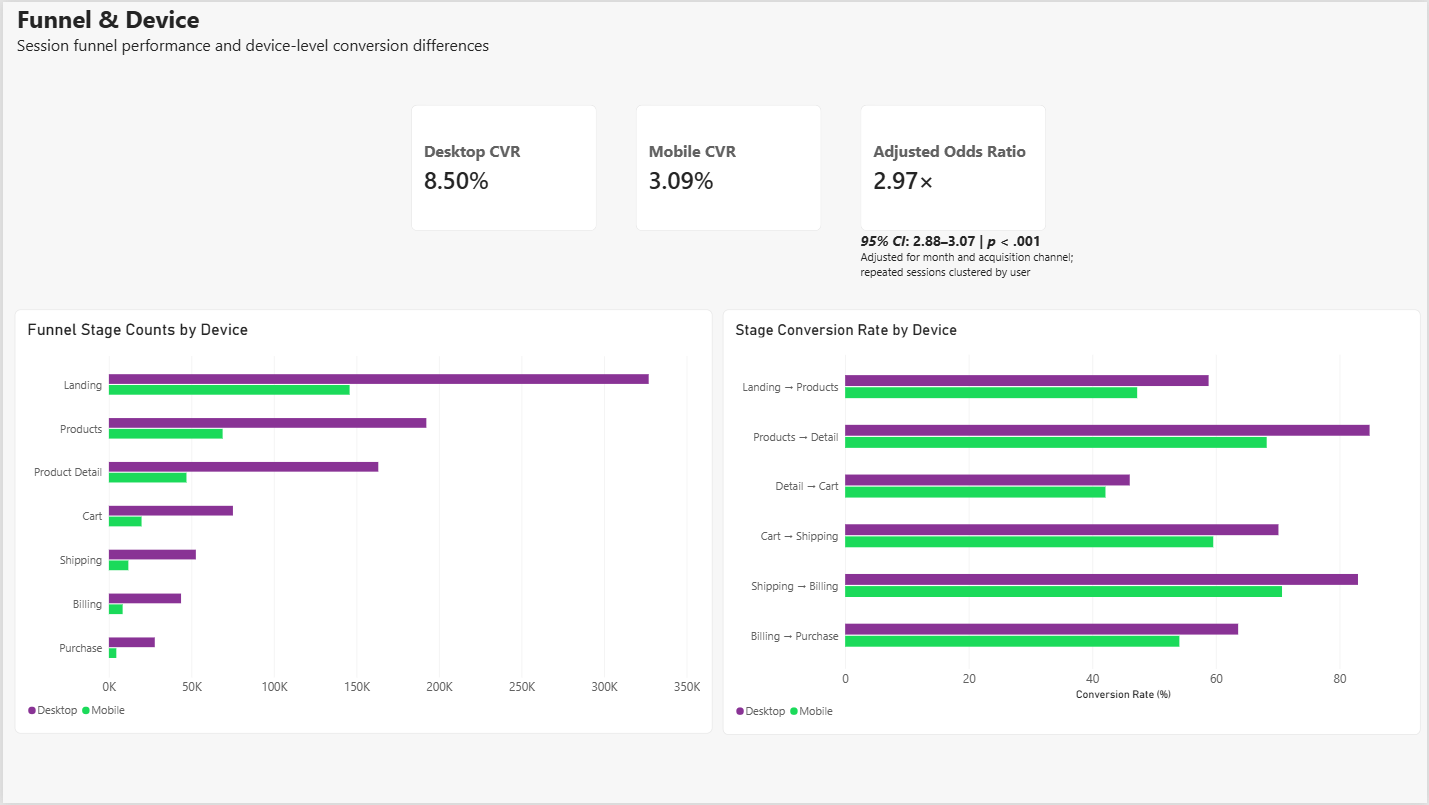 Funnel & Device
Session funnel performance and device-level conversion differences
Desktop CVR
8.50%
Mobile CVR
3.09%
Adjusted Odds Ratio
2.97×
95% CI: 2.88–3.07 | p < .001
Adjusted for month and acquisition channel;
repeated sessions clustered by user
Funnel Stage Counts by Device
Landing
Products
Product Detail
Cart
Shipping
Billing
Purchase
0K 50K 100K 150K 200K 250K 300K 350K
Desktop Mobile
Stage Conversion Rate by Device
Landing → Products
Products → Detail
Detail → Cart
Cart → Shipping
Shipping → Billing
Billing → Purchase
0 20 40 60 80
Conversion Rate (%)
Desktop Mobile